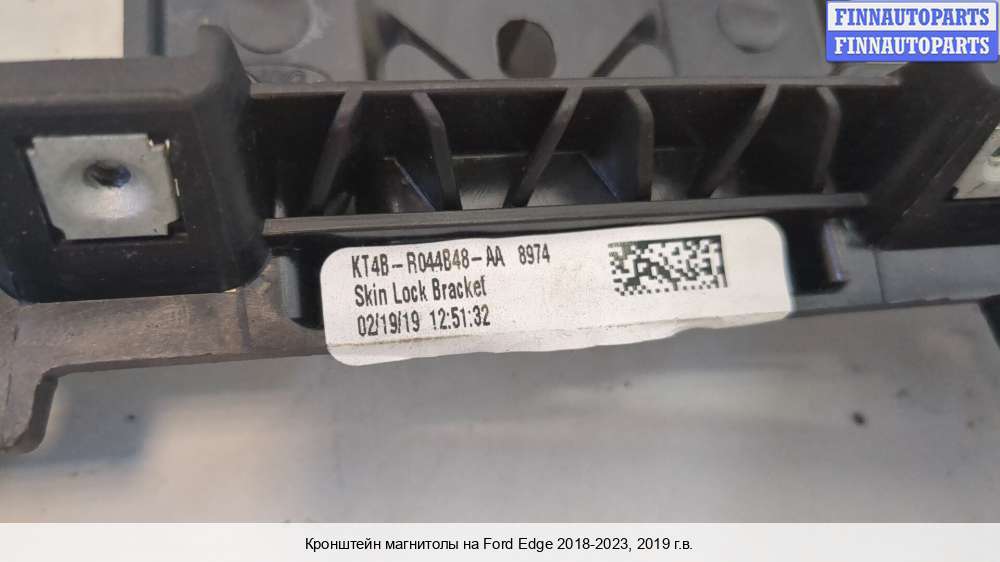 FINNAUTOPARTS
FINNAUTOPARTS
KT4B-R044B48-AA 8974
Skin Lock Bracket
02/19/19 12:51:32
Кронштейн магнитолы на Ford Edge 2018-2023, 2019 г.в.